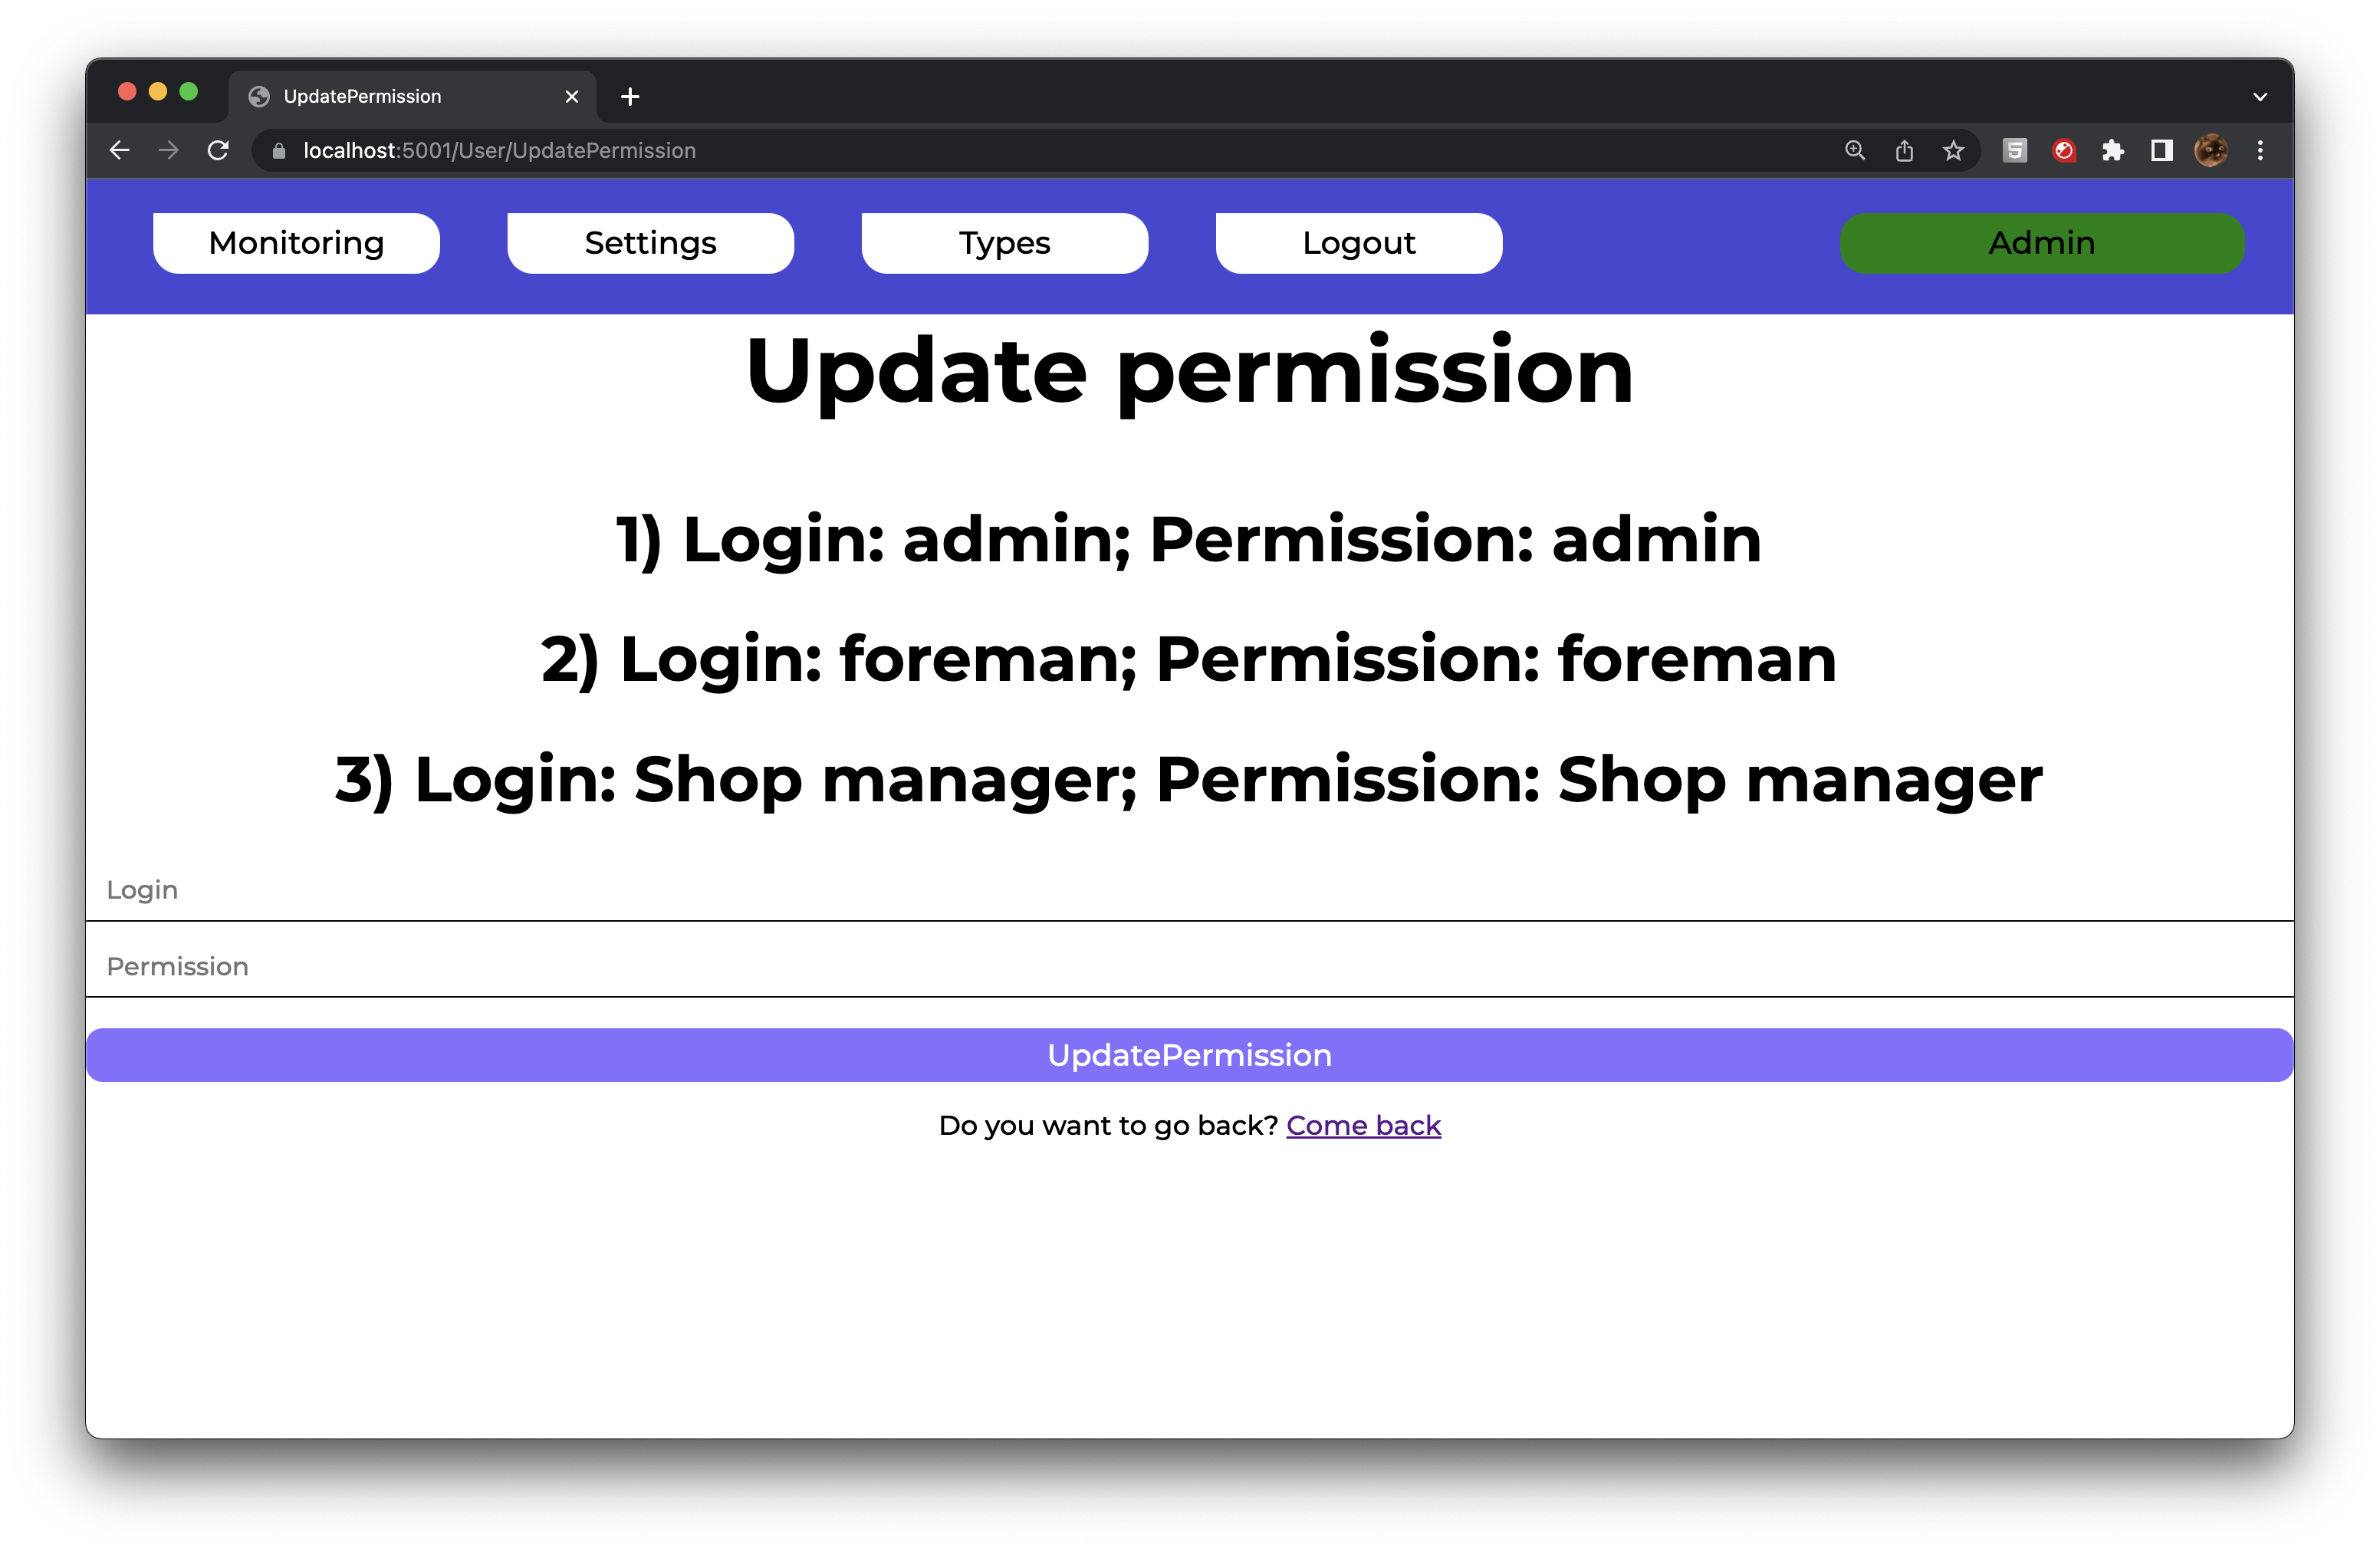 UpdatePermission
localhost:5001/User/UpdatePermission
Monitoring Settings Types Logout Admin
Update permission
1) Login: admin; Permission: admin
2) Login: foreman; Permission: foreman
3) Login: Shop manager; Permission: Shop manager
Login
Permission
UpdatePermission
Do you want to go back? Come back